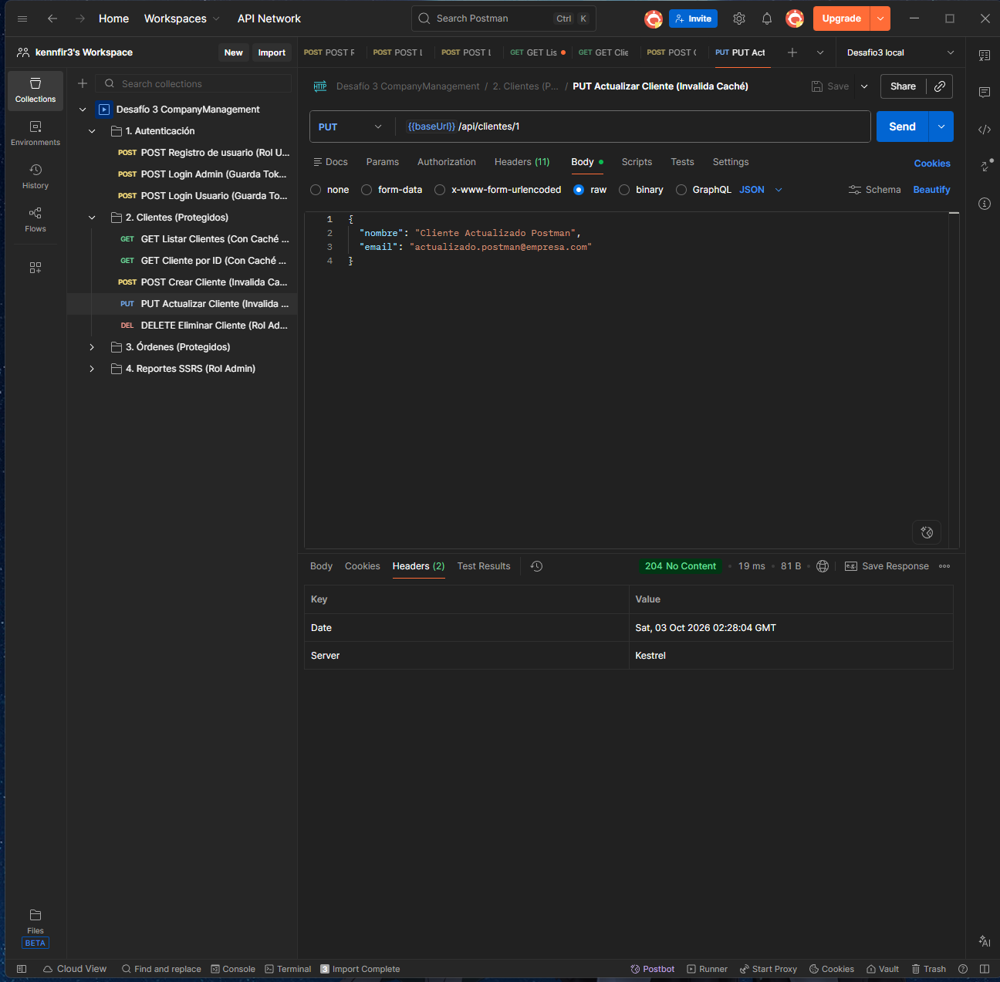 Home Workspaces API Network Search Postman Ctrl K Invite Upgrade
kennfir3's Workspace New Import
POST POST F POST POST L POST POST L GET GET Lis GET GET Clie POST POST C PUT PUT Act Desafio3 local
Collections
Environments
History
Flows
Files
BETA
Search collections
Desafío 3 CompanyManagement
1. Autenticación
POST POST Registro de usuario (Rol U...
POST POST Login Admin (Guarda Tok...
POST POST Login Usuario (Guarda To...
2. Clientes (Protegidos)
GET GET Listar Clientes (Con Caché ...
GET GET Cliente por ID (Con Caché ...
POST POST Crear Cliente (Invalida Ca...
PUT PUT Actualizar Cliente (Invalida ...
DEL DELETE Eliminar Cliente (Rol Ad...
3. Órdenes (Protegidos)
4. Reportes SSRS (Rol Admin)
HTTP Desafío 3 CompanyManagement / 2. Clientes (P... / PUT Actualizar Cliente (Invalida Caché) Save Share
PUT {{baseUrl}} /api/clientes/1 Send
Docs Params Authorization Headers (11) Body Scripts Tests Settings Cookies
none form-data x-www-form-urlencoded raw binary GraphQL JSON Schema Beautify
1 {
2 "nombre": "Cliente Actualizado Postman",
3 "email": "actualizado.postman@empresa.com"
4 }
Body Cookies Headers (2) Test Results 204 No Content 19 ms 81 B e.g. Save Response
Key Value
Date Sat, 03 Oct 2026 02:28:04 GMT
Server Kestrel
AI
Cloud View Find and replace Console Terminal 3 Import Complete Postbot Runner Start Proxy Cookies Vault Trash